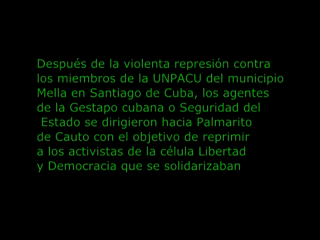 Después de la violenta represión contra
los miembros de la UNPACU del municipio
Mella en Santiago de Cuba, los agentes
de la Gestapo cubana o Seguridad del
Estado se dirigieron hacia Palmarito
de Cauto con el objetivo de reprimir
a los activistas de la célula Libertad
y Democracia que se solidarizaban